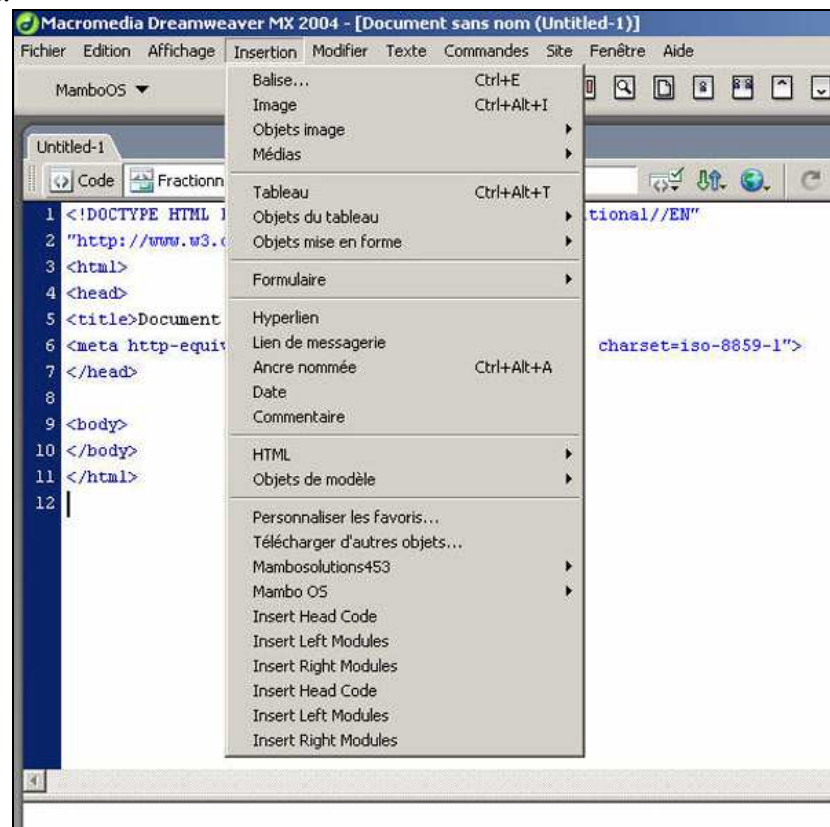 Macromedia Dreamweaver MX 2004 - [Document sans nom (Untitled-1)]
Fichier Edition Affichage Insertion Modifier Texte Commandes Site Fenêtre Aide
MamboOS
Untitled-1
Code Fractionn
Balise... Ctrl+E
Image Ctrl+Alt+I
Objets image
Médias
Tableau Ctrl+Alt+T
Objets du tableau
Objets mise en forme
Formulaire
Hyperlien
Lien de messagerie
Ancre nommée Ctrl+Alt+A
Date
Commentaire
HTML
Objets de modèle
Personnaliser les favoris...
Télécharger d'autres objets...
Mambosolutions453
Mambo OS
Insert Head Code
Insert Left Modules
Insert Right Modules
Insert Head Code
Insert Left Modules
Insert Right Modules
1 <!DOCTYPE HTML tional//EN"
2 "http://www.w3.
3 <html>
4 <head>
5 <title>Document
6 <meta http-equiv charset=iso-8859-1">
7 </head>
8
9 <body>
10 </body>
11 </html>
12